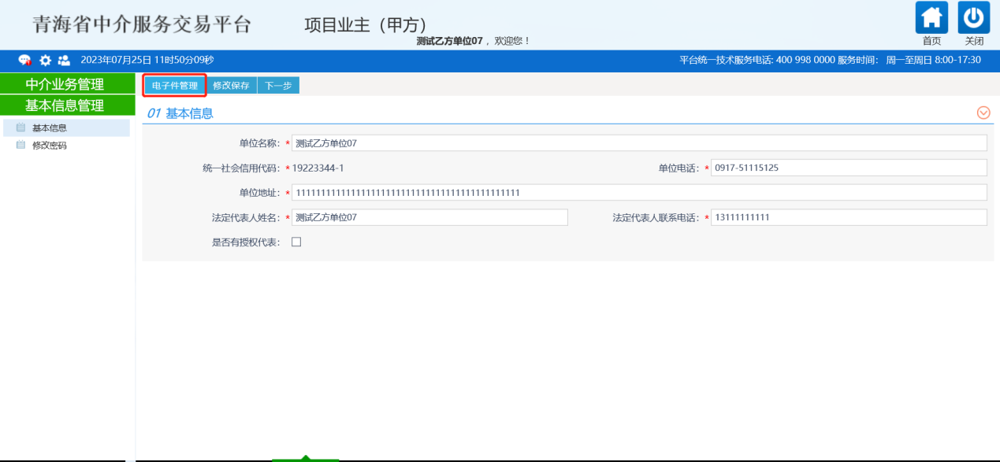 青海省中介服务交易平台
项目业主（甲方）
测试乙方单位07，欢迎您！
首页
关闭
2023年07月25日 11时50分09秒
平台统一技术服务电话: 400 998 0000 服务时间： 周一至周日 8:00-17:30
中介业务管理
基本信息管理
基本信息
修改密码
电子件管理 修改保存 下一步
01 基本信息
单位名称：* 测试乙方单位07
统一社会信用代码：* 19223344-1
单位电话：* 0917-51115125
单位地址：* 11111111111111111111111111111111111111111111
法定代表人姓名：* 测试乙方单位07
法定代表人联系电话：* 13111111111
是否有授权代表：